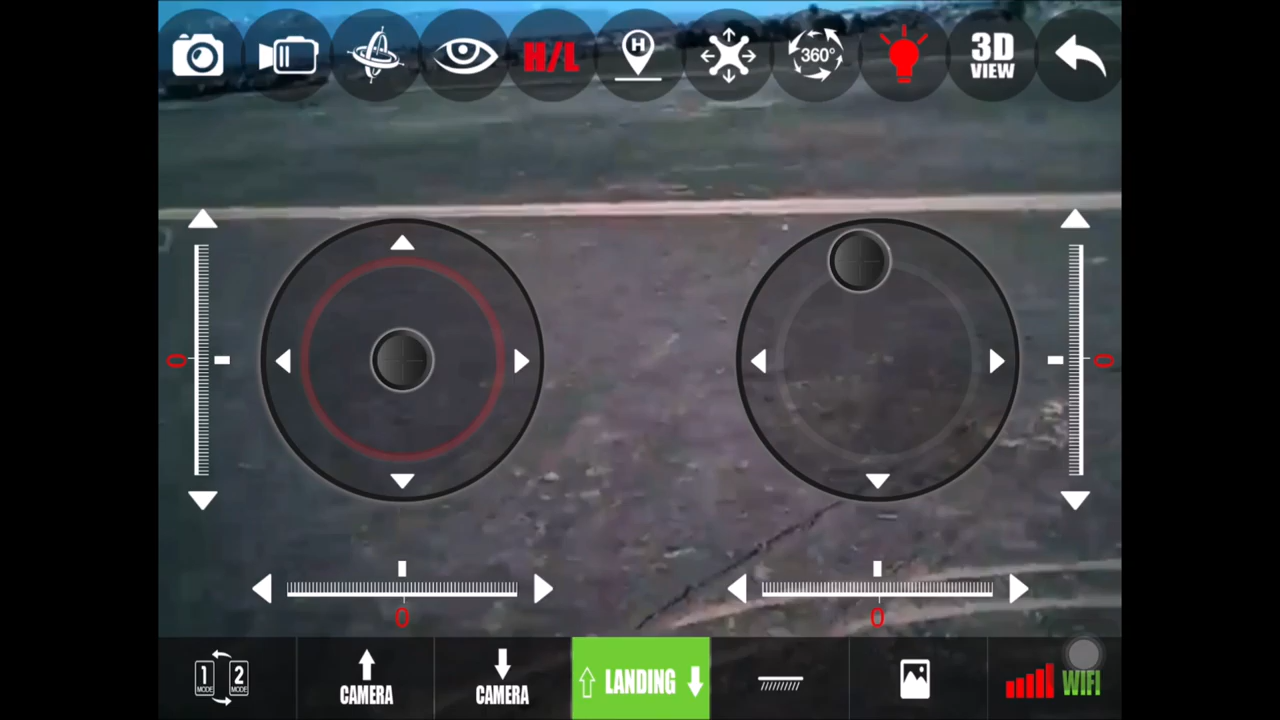 H/L
H
360°
3D
VIEW
0
0
0
0
1
MODE
2
MODE
CAMERA
CAMERA
LANDING
WIFI